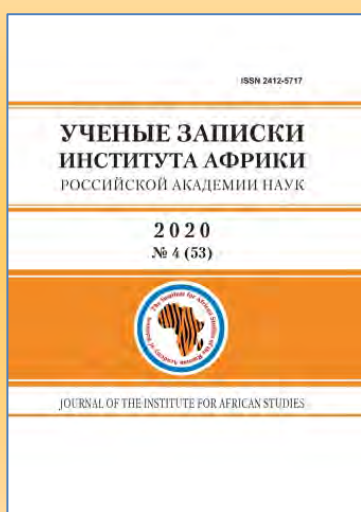 ISSN 2412-5717
УЧЕНЫЕ ЗАПИСКИ
ИНСТИТУТА АФРИКИ
РОССИЙСКОЙ АКАДЕМИИ НАУК
2020
№ 4 (53)
JOURNAL OF THE INSTITUTE FOR AFRICAN STUDIES